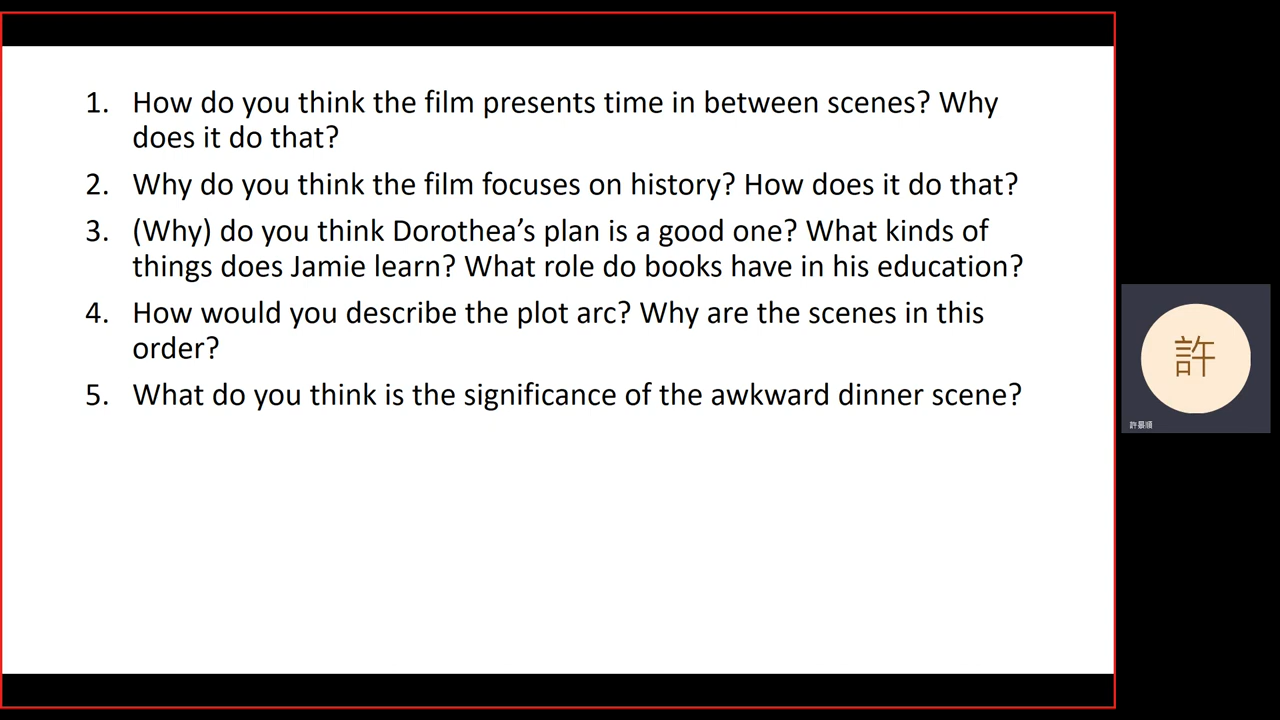 1. How do you think the film presents time in between scenes? Why
does it do that?
2. Why do you think the film focuses on history? How does it do that?
3. (Why) do you think Dorothea’s plan is a good one? What kinds of
things does Jamie learn? What role do books have in his education?
4. How would you describe the plot arc? Why are the scenes in this
order?
5. What do you think is the significance of the awkward dinner scene?
許